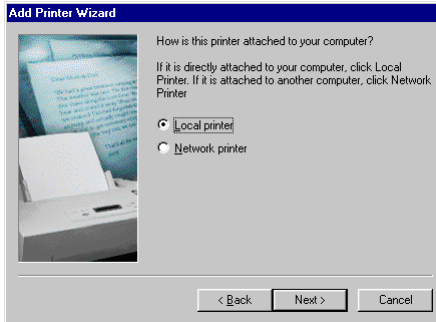 Add Printer Wizard
How is this printer attached to your computer?
If it is directly attached to your computer, click Local
Printer. If it is attached to another computer, click Network
Printer
Local printer
Network printer
< Back
Next >
Cancel